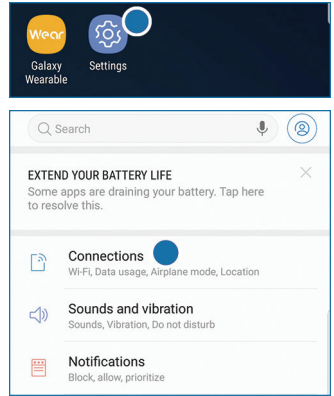 Wear
Galaxy
Wearable
Settings
Search
EXTEND YOUR BATTERY LIFE
Some apps are draining your battery. Tap here
to resolve this.
Connections
Wi-Fi, Data usage, Airplane mode, Location
Sounds and vibration
Sounds, Vibration, Do not disturb
Notifications
Block, allow, prioritize